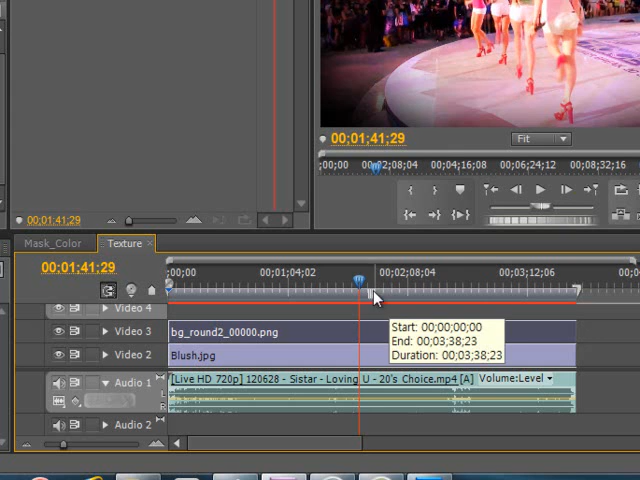 00;01;41;29
Fit
;00;00
00;02;08;04
00;04;16;08
00;06;24;12
00;08;32;16
00;01;41;29
Mask_Color
Texture
00;01;41;29
;00;00
00;01;04;02
00;02;08;04
00;03;12;06
00;04
Video 4
Video 3
bg_round2_00000.png
Start: 00;00;00;00
End: 00;03;38;23
Duration: 00;03;38;23
Video 2
Blush.jpg
Audio 1
[Live HD 720p] 120628 - Sistar - Loving U - 20's Choice.mp4 [A] Volume:Level
L
R
Audio 2